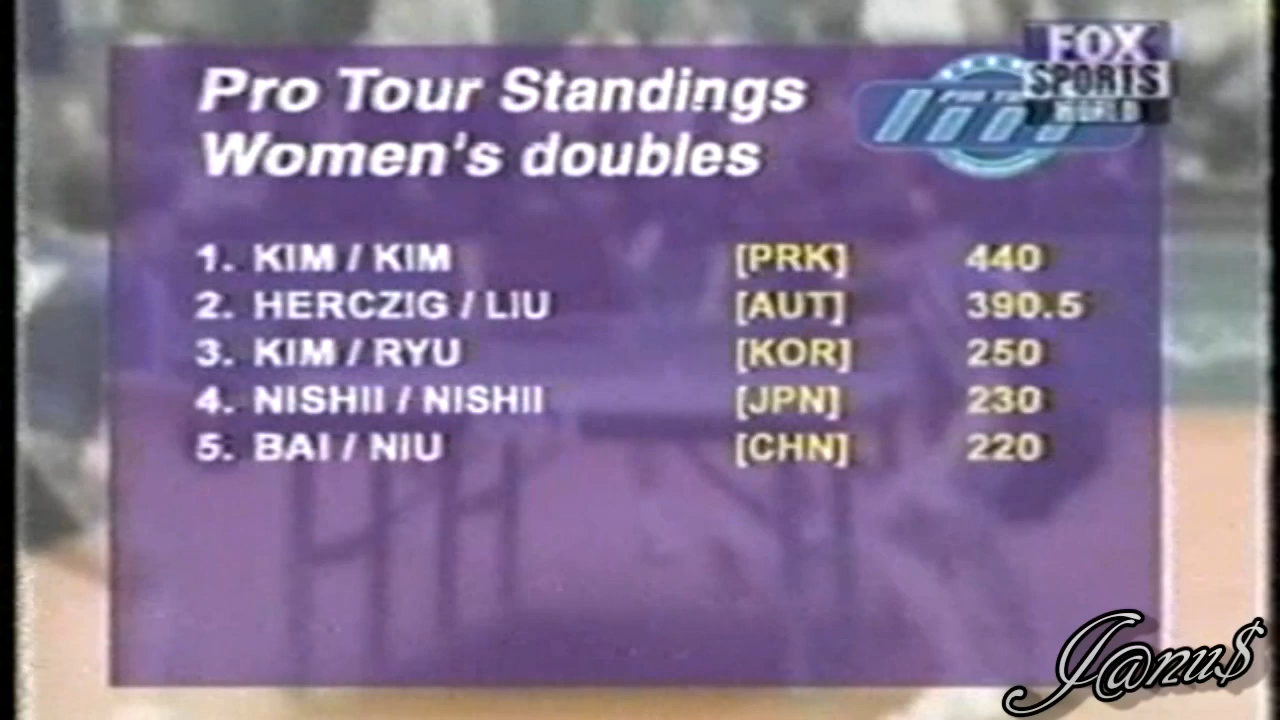 FOX
SPORTS
WORLD
Pro Tour Standings
ITTF
Women's doubles
1. KIM / KIM [PRK] 440
2. HERCZIG / LIU [AUT] 390.5
3. KIM / RYU [KOR] 250
4. NISHII / NISHII [JPN] 230
5. BAI / NIU [CHN] 220
J@nu$